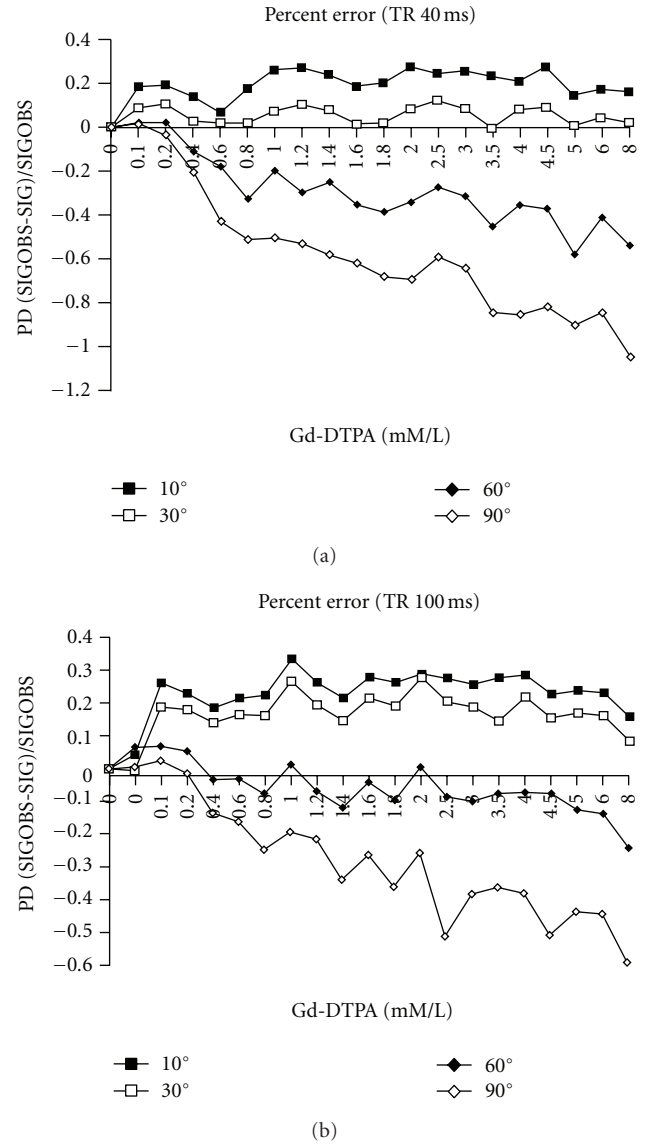 Percent error (TR 40 ms)
PD (SIGOBS-SIG)/SIGOBS
0.4
0.2
0
−0.2
−0.4
−0.6
−0.8
−1
−1.2
0 0.1 0.2 0.4 0.6 0.8 1 1.2 1.4 1.6 1.8 2 2.5 3 3.5 4 4.5 5 6 8
Gd-DTPA (mM/L)
10° 60°
30° 90°
(a)
Percent error (TR 100 ms)
PD (SIGOBS-SIG)/SIGOBS
0.4
0.3
0.2
0.1
0
−0.1
−0.2
−0.3
−0.4
−0.5
−0.6
0 0 0.1 0.2 0.4 0.6 0.8 1 1.2 1.4 1.6 1.8 2 2.5 3 3.5 4 4.5 5 6 8
Gd-DTPA (mM/L)
10° 60°
30° 90°
(b)